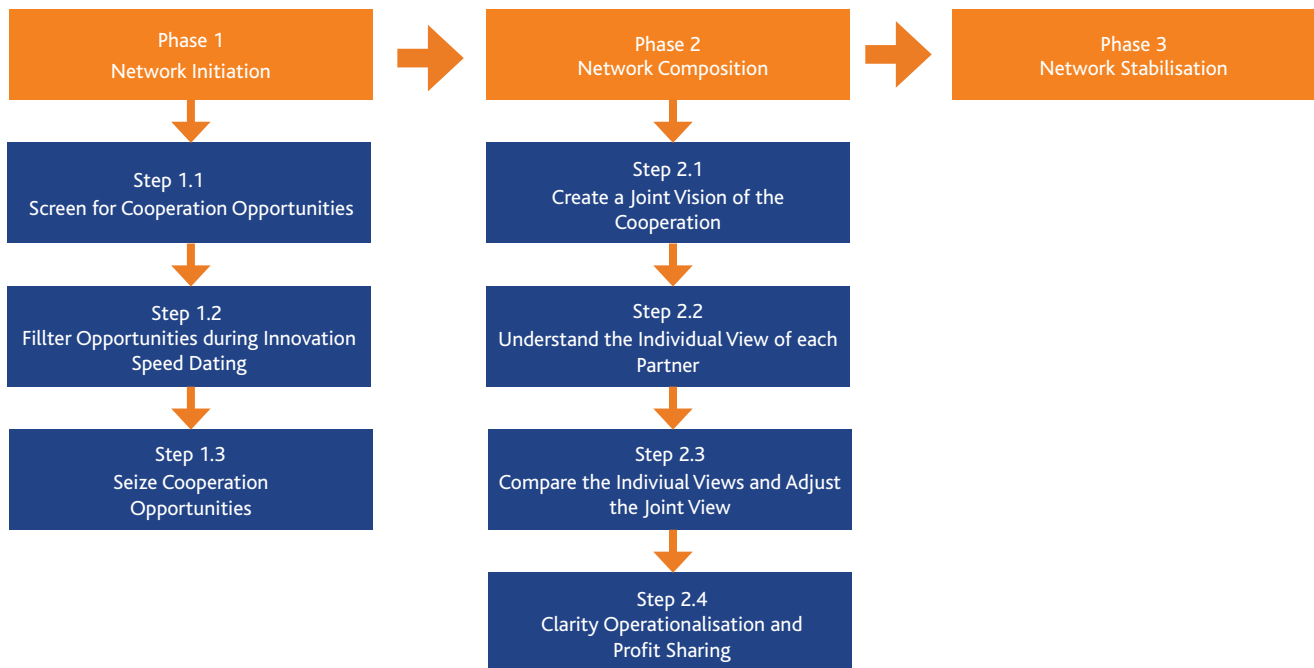 Phase 1
Network Initiation
Phase 2
Network Composition
Phase 3
Network Stabilisation
Step 1.1
Screen for Cooperation Opportunities
Step 1.2
Fillter Opportunities during Innovation
Speed Dating
Step 1.3
Seize Cooperation
Opportunities
Step 2.1
Create a Joint Vision of the
Cooperation
Step 2.2
Understand the Individual View of each
Partner
Step 2.3
Compare the Indiviual Views and Adjust
the Joint View
Step 2.4
Clarity Operationalisation and
Profit Sharing